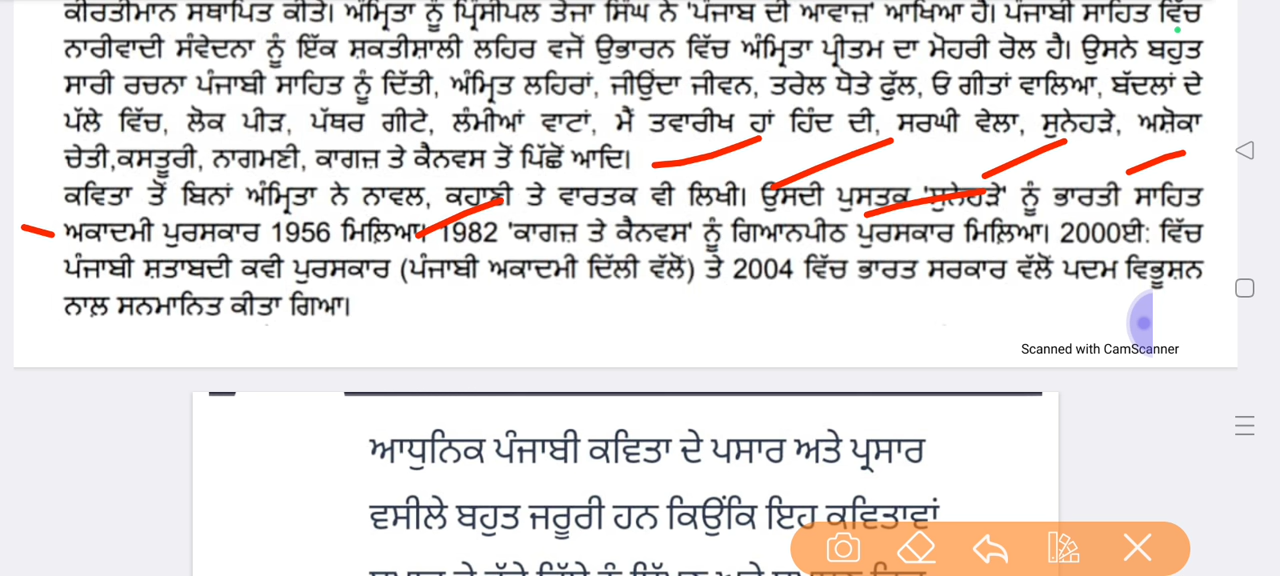 ਕੀਰਤੀਮਾਨ ਸਥਾਪਿਤ ਕੀਤੇ। ਅੰਮ੍ਰਿਤਾ ਨੂੰ ਪ੍ਰਿੰਸੀਪਲ ਤੇਜਾ ਸਿੰਘ ਨੇ 'ਪੰਜਾਬ ਦੀ ਆਵਾਜ਼' ਆਖਿਆ ਹੈ। ਪੰਜਾਬੀ ਸਾਹਿਤ ਵਿੱਚ
ਨਾਰੀਵਾਦੀ ਸੰਵੇਦਨਾ ਨੂੰ ਇੱਕ ਸ਼ਕਤੀਸ਼ਾਲੀ ਲਹਿਰ ਵਜੋਂ ਉਭਾਰਨ ਵਿੱਚ ਅੰਮ੍ਰਿਤਾ ਪ੍ਰੀਤਮ ਦਾ ਮੋਹਰੀ ਰੋਲ ਹੈ। ਉਸਨੇ ਬਹੁਤ
ਸਾਰੀ ਰਚਨਾ ਪੰਜਾਬੀ ਸਾਹਿਤ ਨੂੰ ਦਿੱਤੀ, ਅੰਮ੍ਰਿਤ ਲਹਿਰਾਂ, ਜੀਉਂਦਾ ਜੀਵਨ, ਤਰੇਲ ਧੋਤੇ ਫੁੱਲ, ਓ ਗੀਤਾਂ ਵਾਲਿਆ, ਬੱਦਲਾਂ ਦੇ
ਪੱਲੇ ਵਿੱਚ, ਲੋਕ ਪੀੜ, ਪੱਥਰ ਗੀਟੇ, ਲੰਮੀਆਂ ਵਾਟਾਂ, ਮੈਂ ਤਵਾਰੀਖ ਹਾਂ ਹਿੰਦ ਦੀ, ਸਰਘੀ ਵੇਲਾ, ਸੁਨੇਹੜੇ, ਅਸ਼ੋਕਾ
ਚੇਤੀ,ਕਸਤੂਰੀ, ਨਾਗਮਣੀ, ਕਾਗਜ਼ ਤੇ ਕੈਨਵਸ ਤੋਂ ਪਿੱਛੋਂ ਆਦਿ।
ਕਵਿਤਾ ਤੋਂ ਬਿਨਾਂ ਅੰਮ੍ਰਿਤਾ ਨੇ ਨਾਵਲ, ਕਹਾਣੀ ਤੇ ਵਾਰਤਕ ਵੀ ਲਿਖੀ। ਉਸਦੀ ਪੁਸਤਕ 'ਸੁਨੇਹੜੇ' ਨੂੰ ਭਾਰਤੀ ਸਾਹਿਤ
ਅਕਾਦਮੀ ਪੁਰਸਕਾਰ 1956 ਮਿਲਿਆ। 1982 'ਕਾਗਜ਼ ਤੇ ਕੈਨਵਸ' ਨੂੰ ਗਿਆਨਪੀਠ ਪੁਰਸਕਾਰ ਮਿਲਿਆ। 2000ਈ: ਵਿੱਚ
ਪੰਜਾਬੀ ਸ਼ਤਾਬਦੀ ਕਵੀ ਪੁਰਸਕਾਰ (ਪੰਜਾਬੀ ਅਕਾਦਮੀ ਦਿੱਲੀ ਵੱਲੋਂ) ਤੇ 2004 ਵਿੱਚ ਭਾਰਤ ਸਰਕਾਰ ਵੱਲੋਂ ਪਦਮ ਵਿਭੂਸ਼ਨ
ਨਾਲ਼ ਸਨਮਾਨਿਤ ਕੀਤਾ ਗਿਆ।
Scanned with CamScanner
ਆਧੁਨਿਕ ਪੰਜਾਬੀ ਕਵਿਤਾ ਦੇ ਪਸਾਰ ਅਤੇ ਪ੍ਰਸਾਰ
ਵਸੀਲੇ ਬਹੁਤ ਜਰੂਰੀ ਹਨ ਕਿਉਂਕਿ ਇਹ ਕਵਿਤਾਵਾਂ